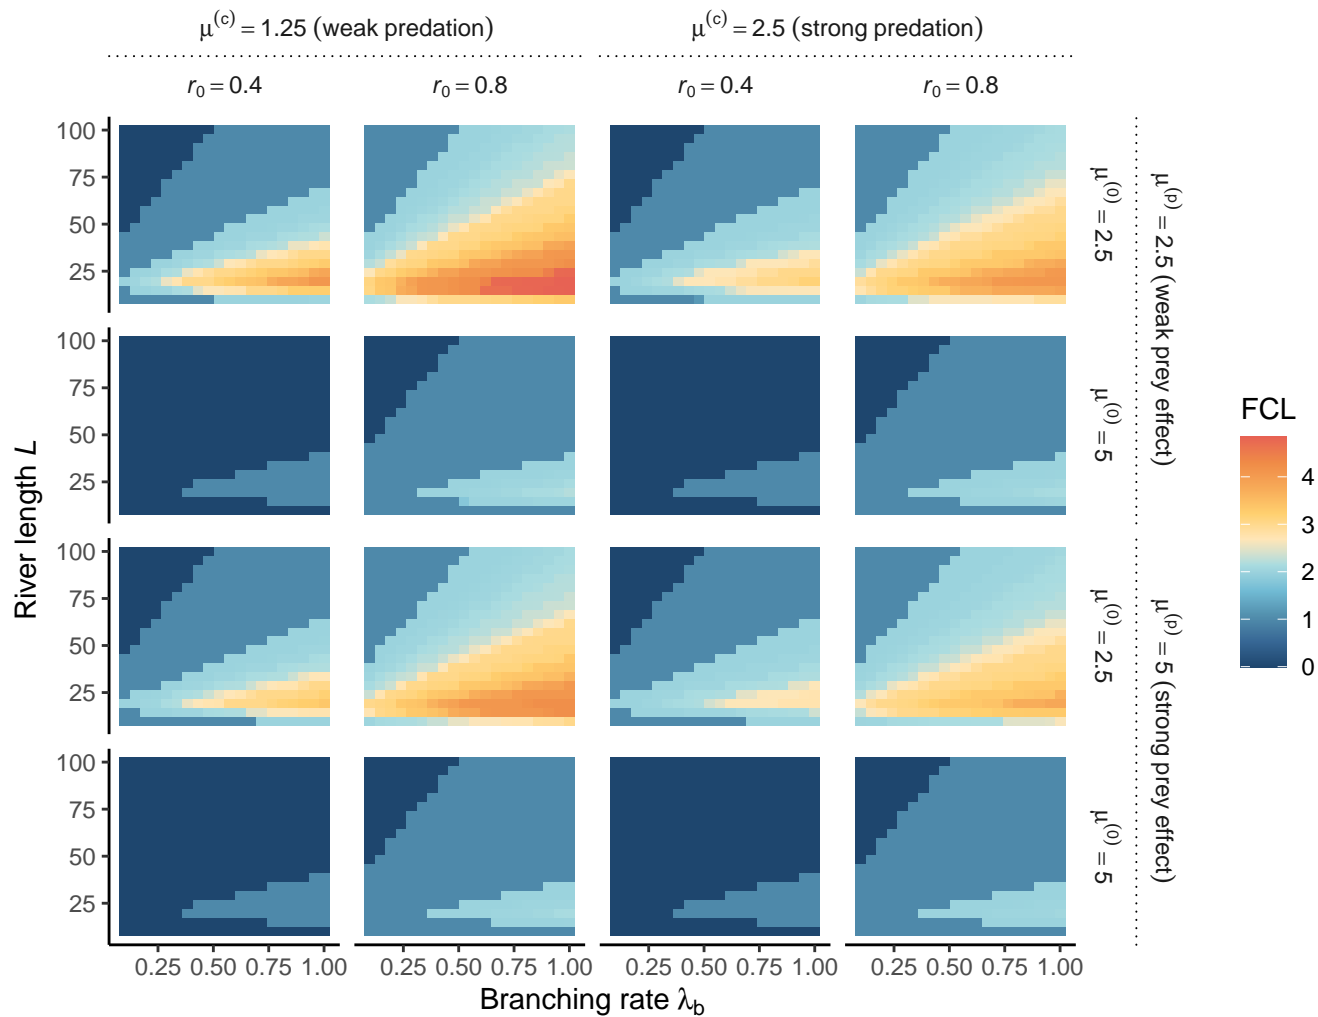 μ(c) = 1.25 (weak predation)
μ(c) = 2.5 (strong predation)
r0 = 0.4
r0 = 0.8
r0 = 0.4
r0 = 0.8
100
75
50
25
100
75
50
25
100
75
50
25
100
75
50
25
River length L
0.25 0.50 0.75 1.00
0.25 0.50 0.75 1.00
0.25 0.50 0.75 1.00
0.25 0.50 0.75 1.00
Branching rate λb
μ(0) = 2.5
μ(0) = 5
μ(0) = 2.5
μ(0) = 5
μ(p) = 2.5 (weak prey effect)
μ(p) = 5 (strong prey effect)
FCL
4
3
2
1
0